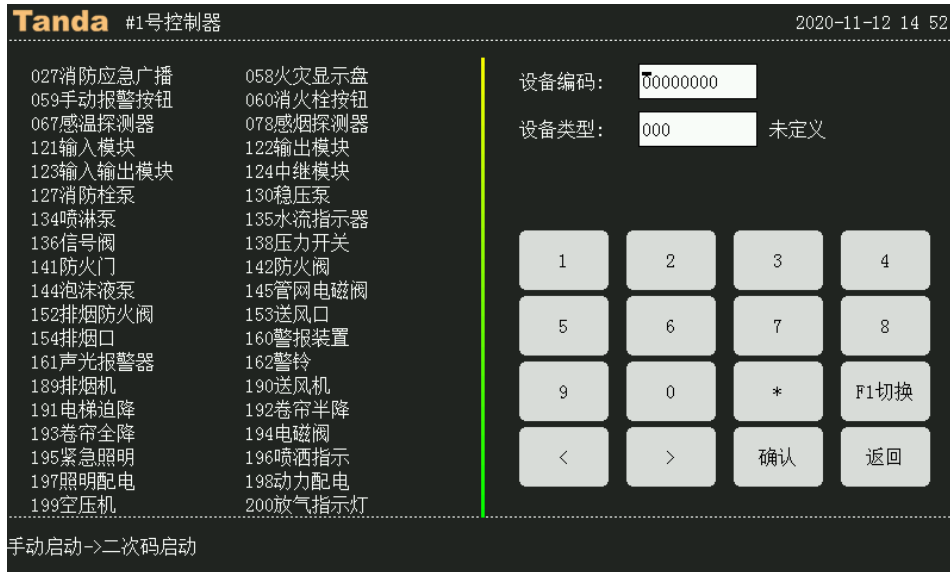 Tanda #1号控制器 2020-11-12 14 52
027消防应急广播 058火灾显示盘
059手动报警按钮 060消火栓按钮
067感温探测器 078感烟探测器
121输入模块 122输出模块
123输入输出模块 124中继模块
127消防栓泵 130稳压泵
134喷淋泵 135水流指示器
136信号阀 138压力开关
141防火门 142防火阀
144泡沫液泵 145管网电磁阀
152排烟防火阀 153送风口
154排烟口 160警报装置
161声光报警器 162警铃
189排烟机 190送风机
191电梯迫降 192卷帘半降
193卷帘全降 194电磁阀
195紧急照明 196喷洒指示
197照明配电 198动力配电
199空压机 200放气指示灯
设备编码: 00000000
设备类型: 000 未定义
1 2 3 4
5 6 7 8
9 0 * F1切换
< > 确认 返回
手动启动->二次码启动